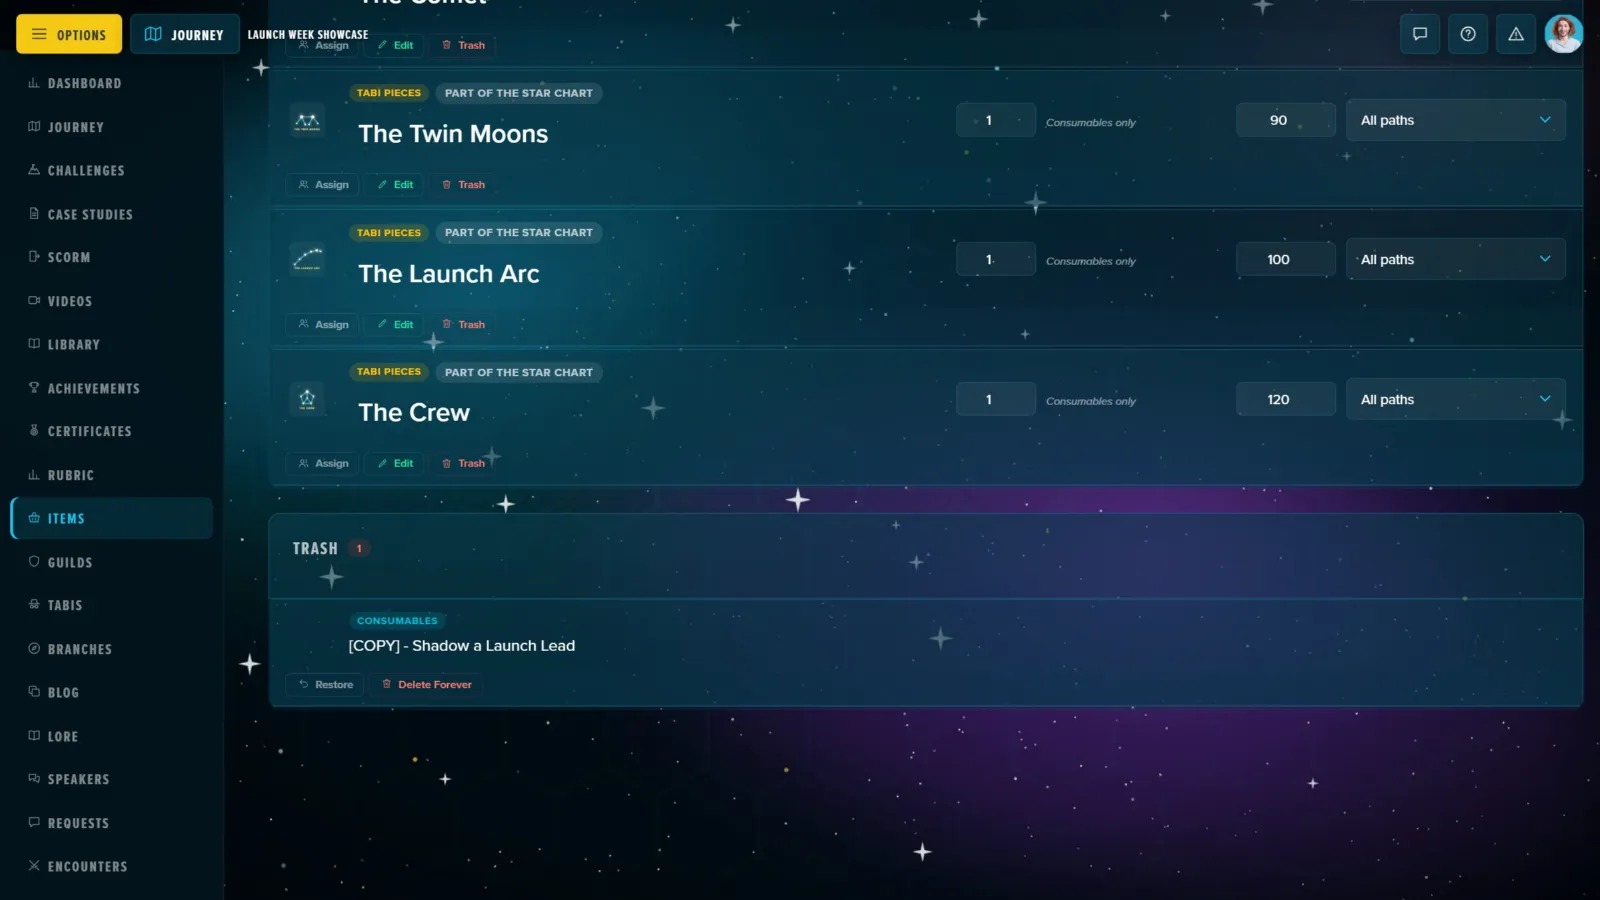 The Comet
OPTIONS
JOURNEY
LAUNCH WEEK SHOWCASE
Assign Edit Trash
DASHBOARD
JOURNEY
CHALLENGES
CASE STUDIES
SCORM
VIDEOS
LIBRARY
ACHIEVEMENTS
CERTIFICATES
RUBRIC
ITEMS
GUILDS
TABIS
BRANCHES
BLOG
LORE
SPEAKERS
REQUESTS
ENCOUNTERS
TABI PIECES PART OF THE STAR CHART
The Twin Moons
1 Consumables only 90 All paths
Assign Edit Trash
TABI PIECES PART OF THE STAR CHART
The Launch Arc
1 Consumables only 100 All paths
Assign Edit Trash
TABI PIECES PART OF THE STAR CHART
The Crew
1 Consumables only 120 All paths
Assign Edit Trash
TRASH 1
CONSUMABLES
[COPY] - Shadow a Launch Lead
Restore Delete Forever